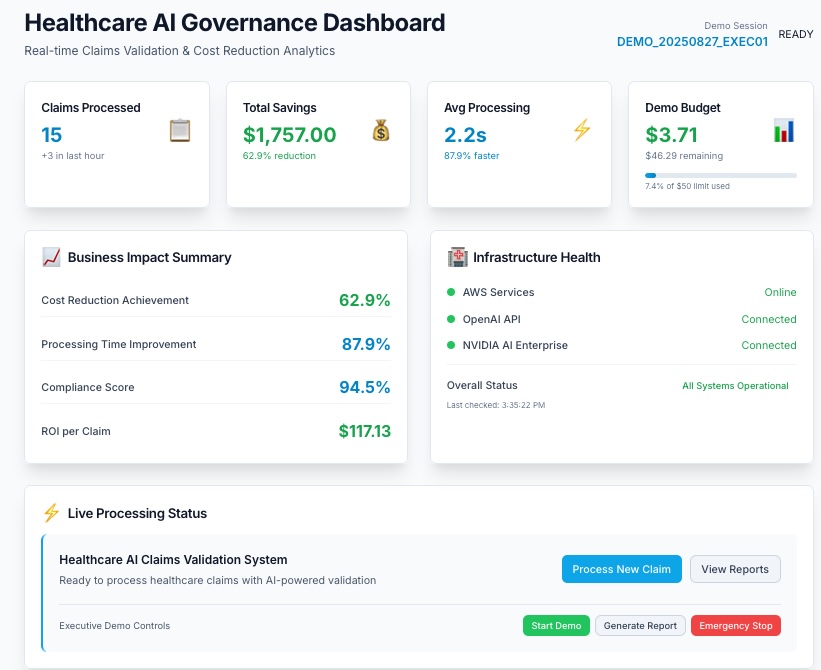 Healthcare AI Governance Dashboard
Real-time Claims Validation & Cost Reduction Analytics
Demo Session
DEMO_20250827_EXEC01
READY
Claims Processed
15
+3 in last hour
Total Savings
$1,757.00
62.9% reduction
Avg Processing
2.2s
87.9% faster
Demo Budget
$3.71
$46.29 remaining
7.4% of $50 limit used
Business Impact Summary
Cost Reduction Achievement 62.9%
Processing Time Improvement 87.9%
Compliance Score 94.5%
ROI per Claim $117.13
Infrastructure Health
AWS Services Online
OpenAI API Connected
NVIDIA AI Enterprise Connected
Overall Status All Systems Operational
Last checked: 3:35:22 PM
Live Processing Status
Healthcare AI Claims Validation System
Ready to process healthcare claims with AI-powered validation
Process New Claim View Reports
Executive Demo Controls Start Demo Generate Report Emergency Stop